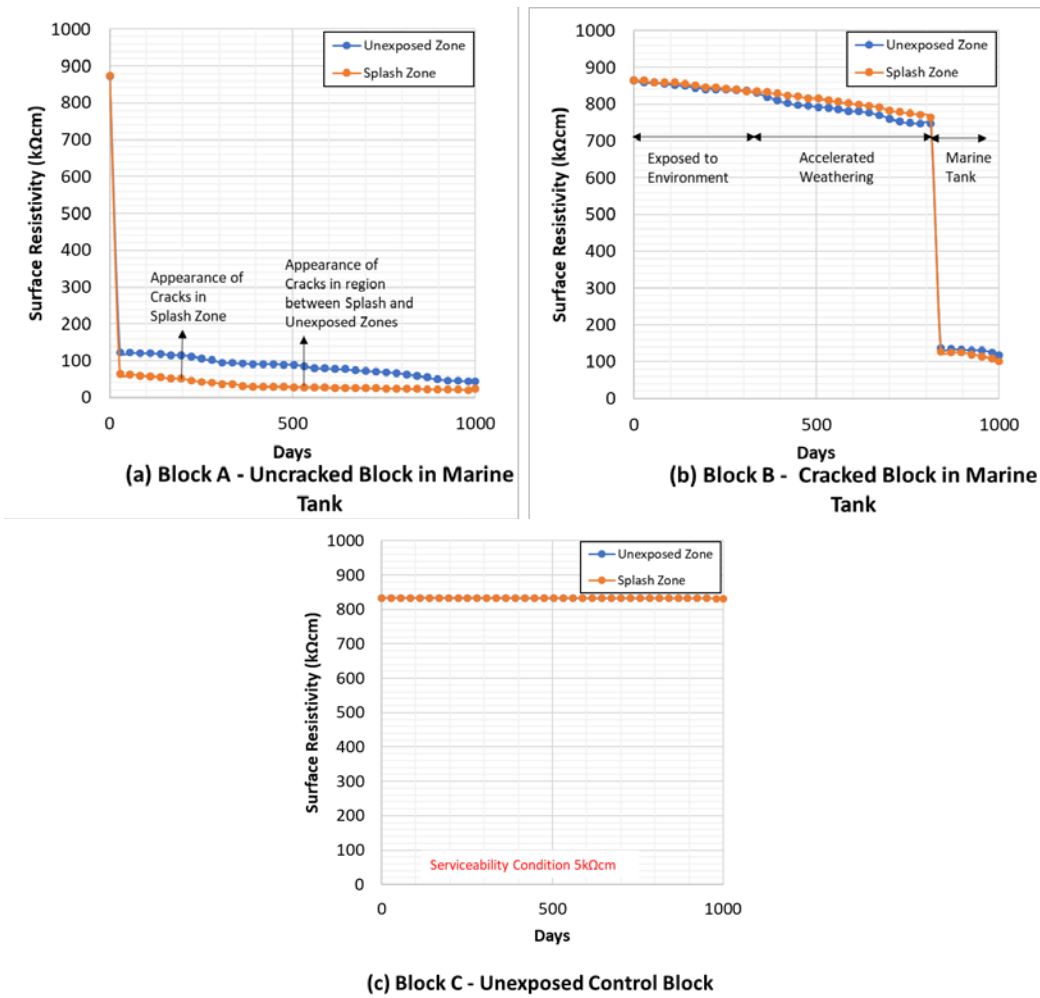 1000
900
800
700
600
500
400
300
200
100
0
Surface Resistivity (kΩcm)
Unexposed Zone
Splash Zone
Appearance of
Cracks in
Splash Zone
Appearance of
Cracks in region
between Splash and
Unexposed Zones
0
500
1000
Days
(a) Block A - Uncracked Block in Marine
Tank
1000
900
800
700
600
500
400
300
200
100
0
Surface Resistivity (kΩcm)
Unexposed Zone
Splash Zone
Exposed to
Environment
Accelerated
Weathering
Marine
Tank
0
500
1000
Days
(b) Block B -  Cracked Block in Marine
Tank
1000
900
800
700
600
500
400
300
200
100
0
Surface Resistivity (kΩcm)
Unexposed Zone
Splash Zone
Serviceability Condition 5kΩcm
0
500
1000
Days
(c) Block C - Unexposed Control Block